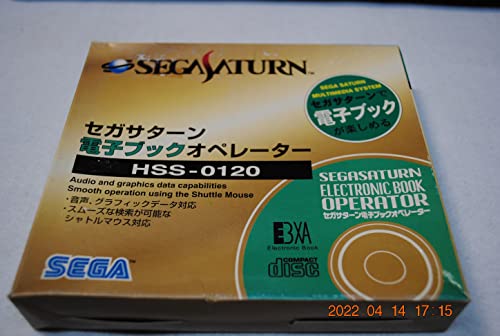 SEGASATURN™
SEGA SATURN
MULTIMEDIA SYSTEM
セガサターンで
電子ブック
が楽しめる
セガサターン
電子ブックオペレーター
HSS-0120
Audio and graphics data capabilities
Smooth operation using the Shuttle Mouse
・音声、グラフィックデータ対応
・スムーズな検索が可能な
シャトルマウス対応
SEGASATURN
ELECTRONIC BOOK
OPERATOR
セガサターン電子ブックオペレーター
EBXA
Electronic Book
COMPACT
disc
SEGA
2022 04 14 17:15